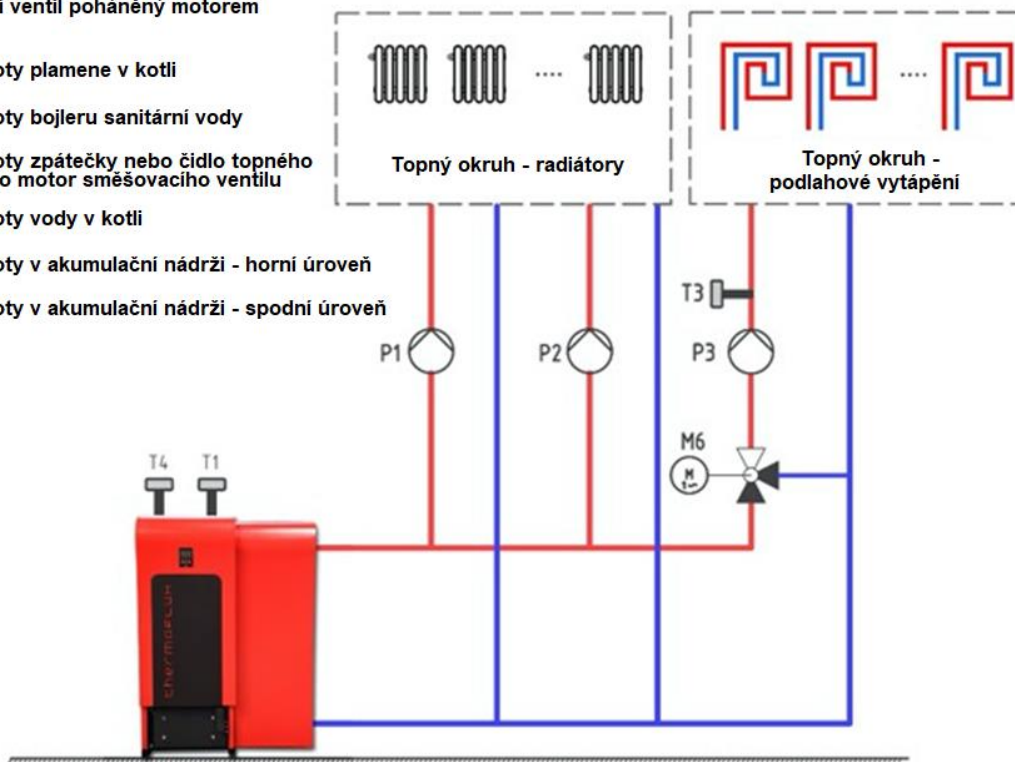 í ventil poháněný motorem
oty plamene v kotli
oty bojleru sanitární vody
oty zpátečky nebo čidlo topného
o motor směšovacího ventilu
oty vody v kotli
oty v akumulační nádrži - horní úroveň
oty v akumulační nádrži - spodní úroveň
....
Topný okruh - radiátory
....
Topný okruh -
podlahové vytápění
T3
P1
P2
P3
M6
M
1~
T4
T1
thermoflux